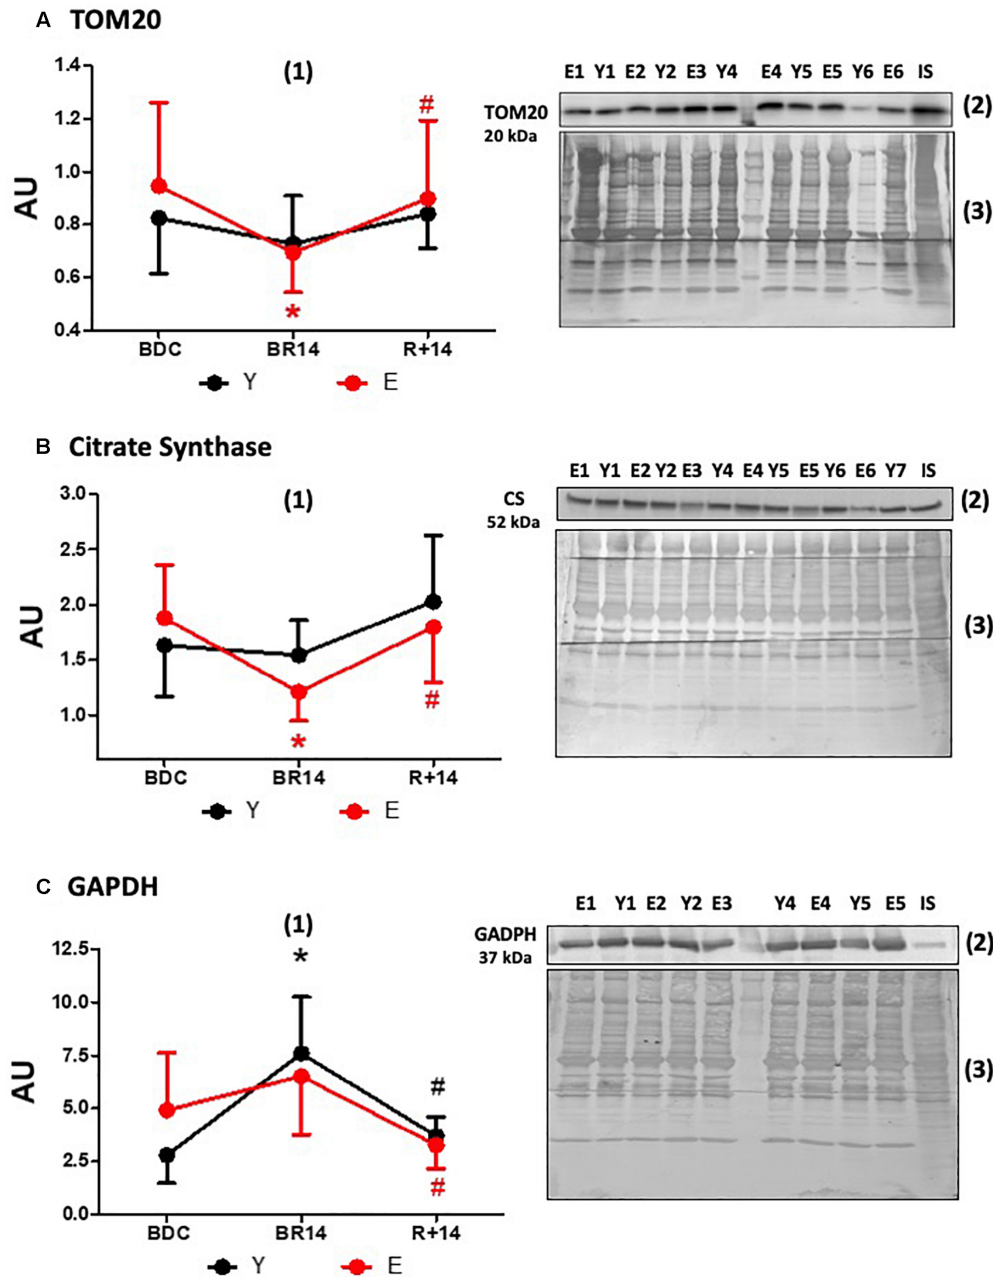 A TOM20
(1)
1.4
1.2
1.0
0.8
0.6
0.4
AU
#
*
BDC BR14 R+14
Y E
E1 Y1 E2 Y2 E3 Y4 E4 Y5 E5 Y6 E6 IS
TOM20
20 kDa
(2)
(3)
B Citrate Synthase
(1)
3.0
2.5
2.0
1.5
1.0
AU
#
*
BDC BR14 R+14
Y E
E1 Y1 E2 Y2 E3 Y4 E4 Y5 E5 Y6 E6 Y7 IS
CS
52 kDa
(2)
(3)
C GAPDH
(1)
*
12.5
10.0
7.5
5.0
2.5
0.0
AU
#
#
BDC BR14 R+14
Y E
E1 Y1 E2 Y2 E3 Y4 E4 Y5 E5 IS
GADPH
37 kDa
(2)
(3)